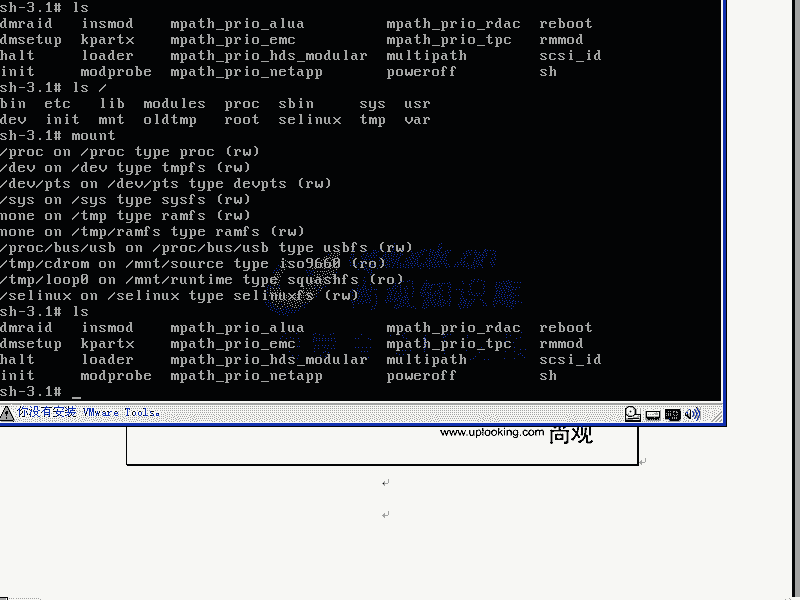 sh-3.1# ls
dmraid insmod mpath_prio_alua mpath_prio_rdac reboot
dmsetup kpartx mpath_prio_emc mpath_prio_tpc rmmod
halt loader mpath_prio_hds_modular multipath scsi_id
init modprobe mpath_prio_netapp poweroff sh
sh-3.1# ls /
bin etc lib modules proc sbin sys usr
dev init mnt oldtmp root selinux tmp var
sh-3.1# mount
/proc on /proc type proc (rw)
/dev on /dev type tmpfs (rw)
/dev/pts on /dev/pts type devpts (rw)
/sys on /sys type sysfs (rw)
none on /tmp type ramfs (rw)
none on /tmp/ramfs type ramfs (rw)
/proc/bus/usb on /proc/bus/usb type usbfs (rw)
/tmp/cdrom on /mnt/source type iso9660 (ro)
/tmp/loop0 on /mnt/runtime type squashfs (ro)
/selinux on /selinux type selinuxfs (rw)
sh-3.1# ls
dmraid insmod mpath_prio_alua mpath_prio_rdac reboot
dmsetup kpartx mpath_prio_emc mpath_prio_tpc rmmod
halt loader mpath_prio_hds_modular multipath scsi_id
init modprobe mpath_prio_netapp poweroff sh
sh-3.1# _
你没有安装 VMware Tools。
www.uplooking.com 尚观